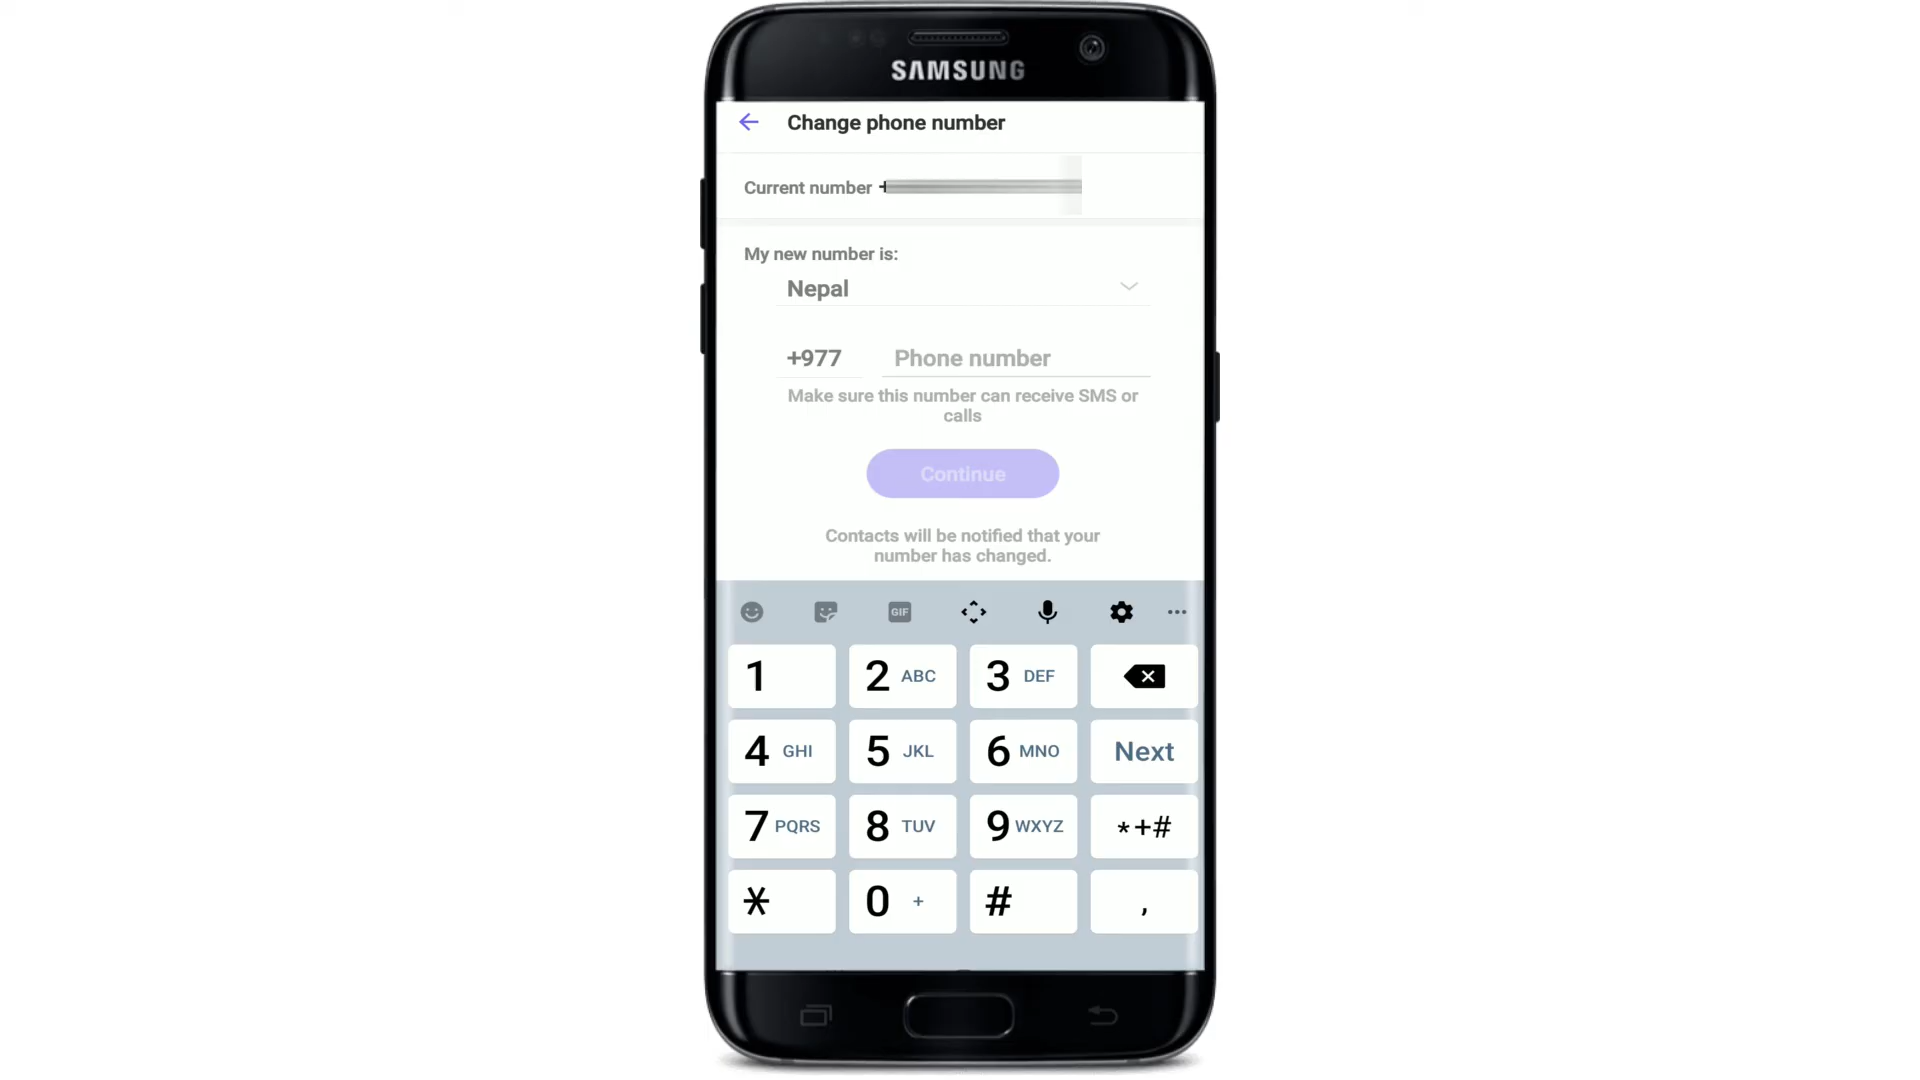 SAMSUNG
Change phone number
Current number +
My new number is:
Nepal
+977 Phone number
Make sure this number can receive SMS or
calls
Continue
Contacts will be notified that your
number has changed.
GIF
1 2 ABC 3 DEF
4 GHI 5 JKL 6 MNO Next
7 PQRS 8 TUV 9 WXYZ *+#
* 0 + # ,